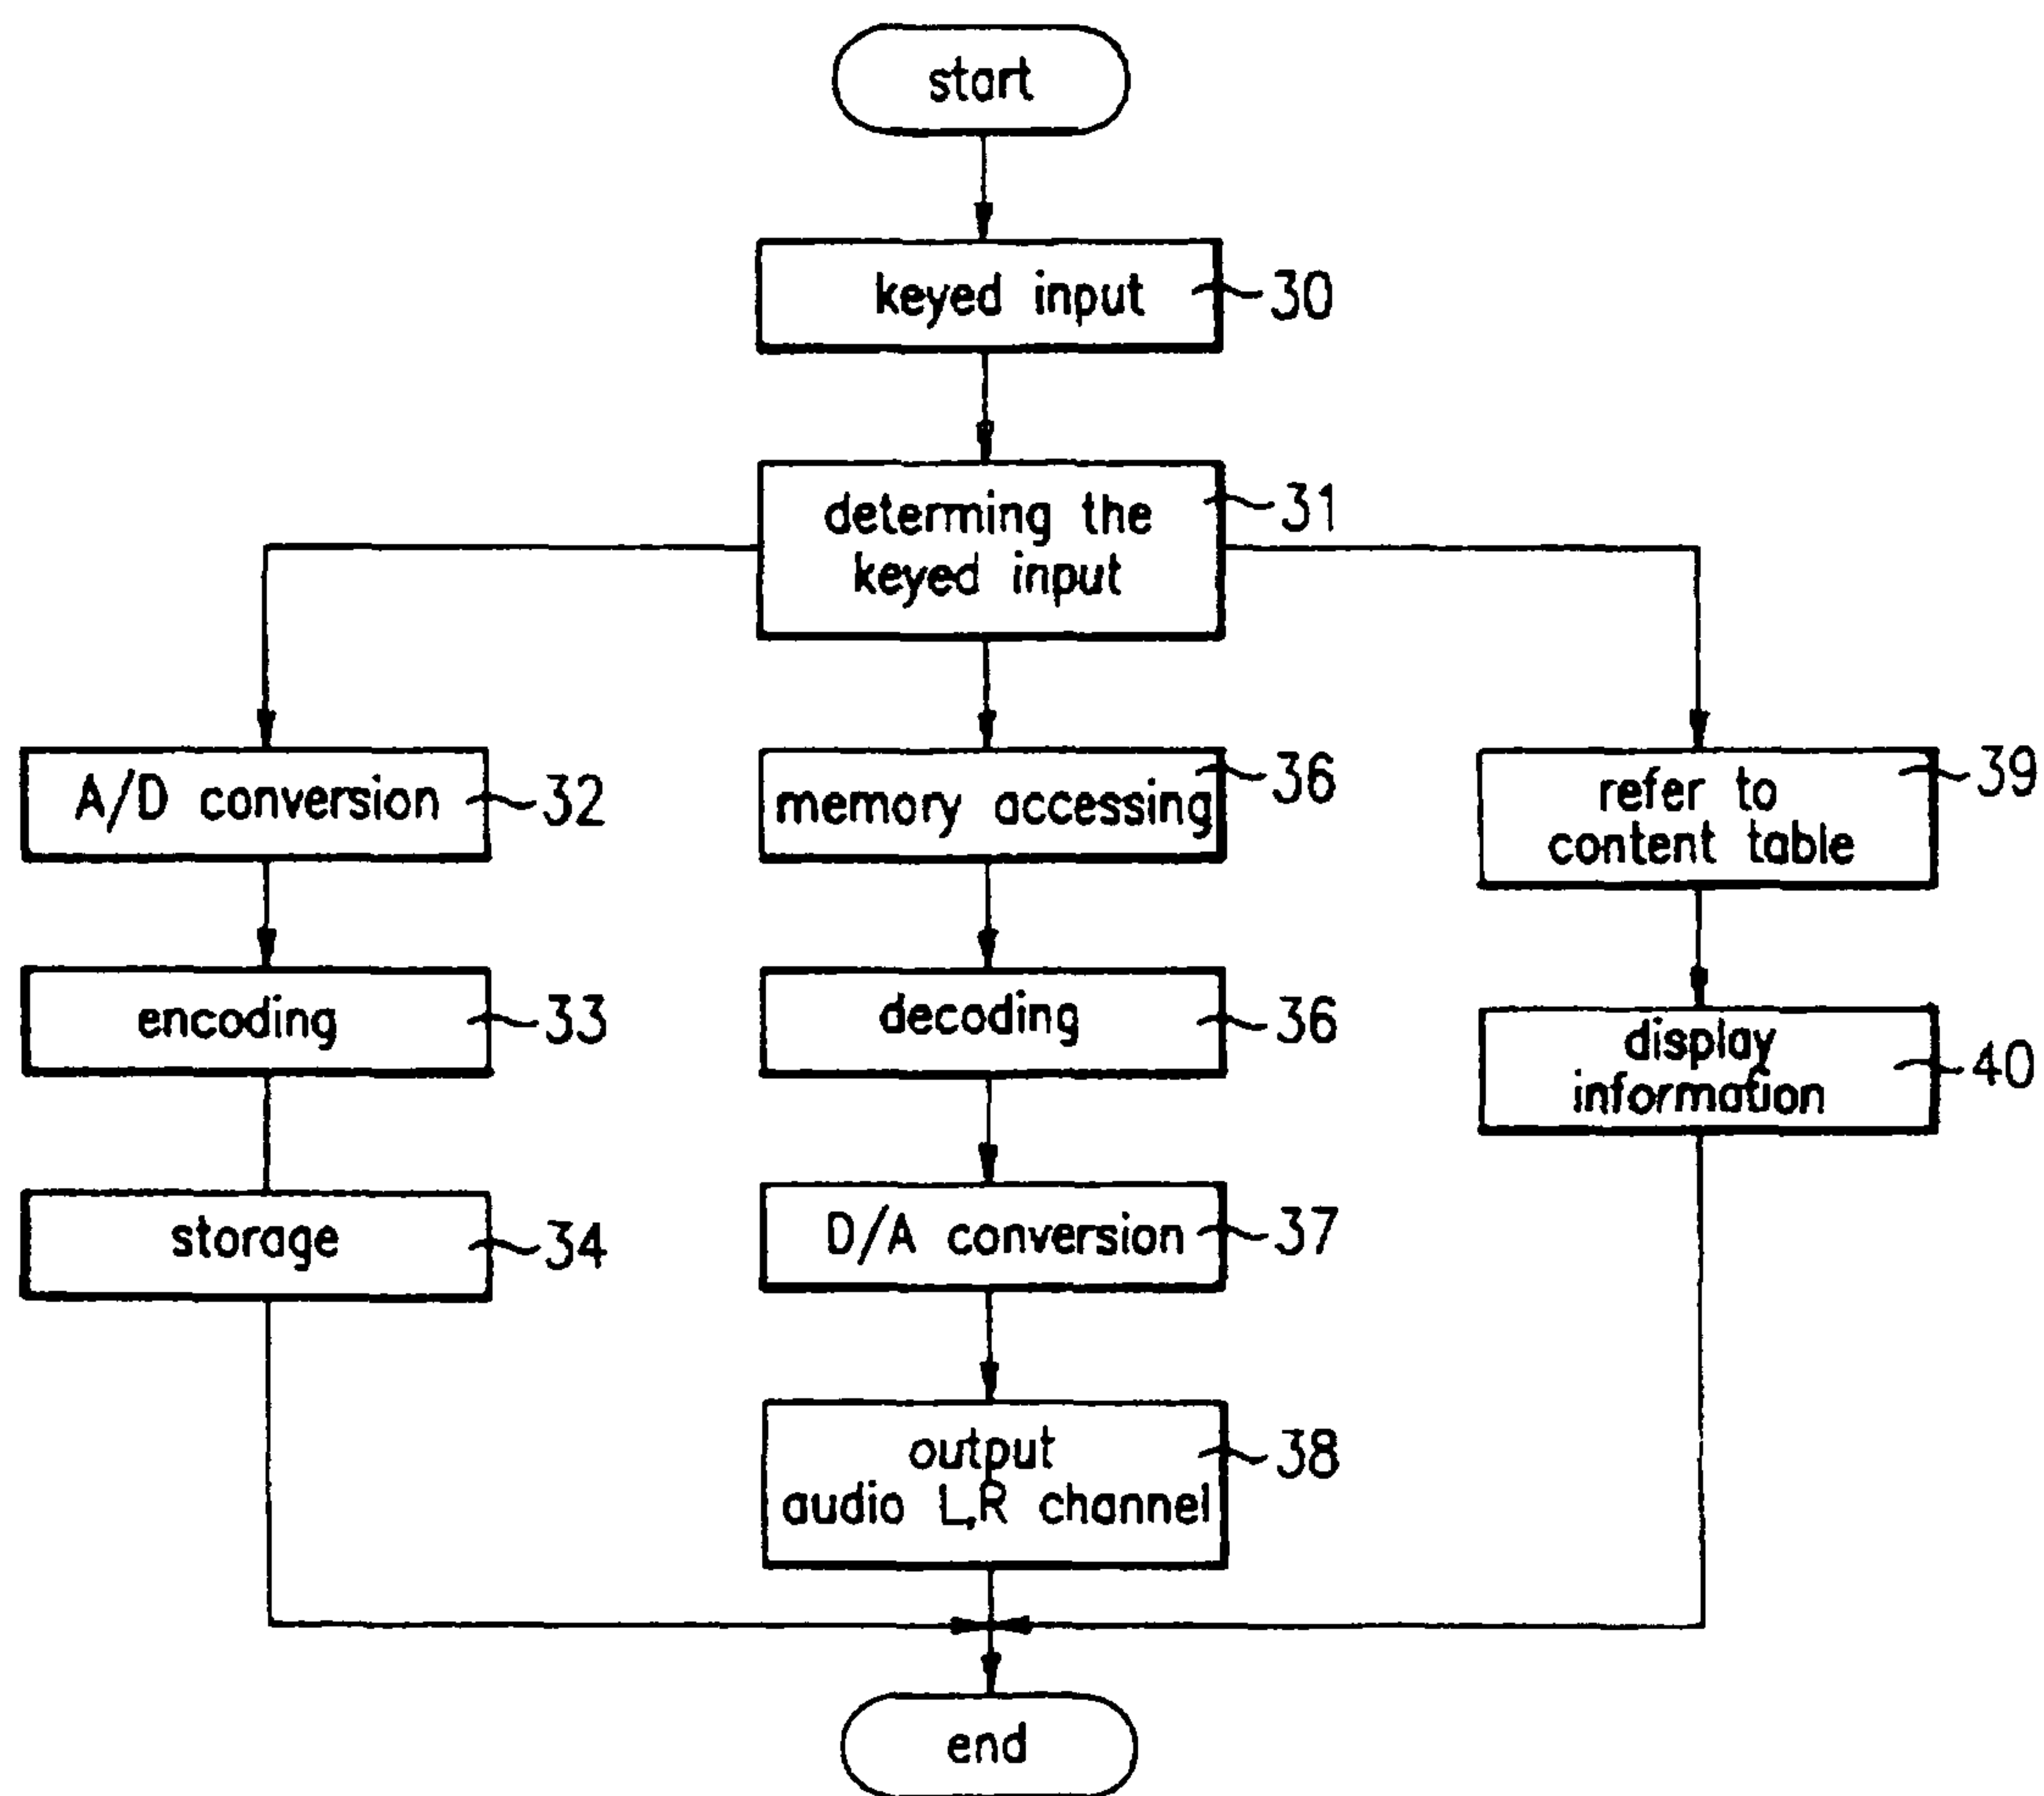 start
keyed input
30
determing the
keyed input
31
A/D conversion
32
memory accessing
36
refer to
content table
39
encoding
33
decoding
36
display
information
40
storage
34
D/A conversion
37
output
audio L,R channel
38
end